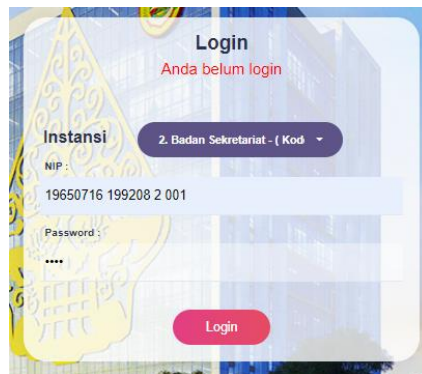 Login
Anda belum login
Instansi
2. Badan Sekretariat - ( Kod
NIP :
19650716 199208 2 001
Password :
••••
Login